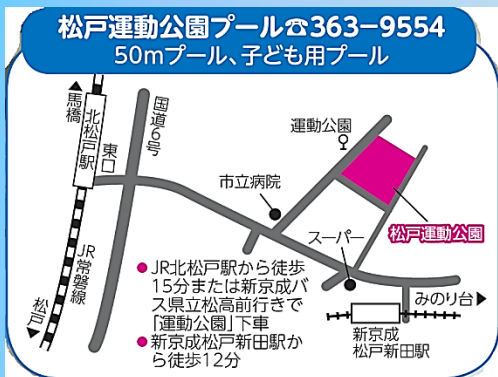 松戸運動公園プール☎363−9554
50mプール、子ども用プール
▲馬橋
北松戸駅
東口
国道6号
運動公園
市立病院
松戸運動公園
スーパー
JR常磐線
松戸▼
みのり台▶
新京成
松戸新田駅
●JR北松戸駅から徒歩
15分または新京成バ
ス県立松高前行きで
「運動公園」下車
●新京成松戸新田駅か
ら徒歩12分